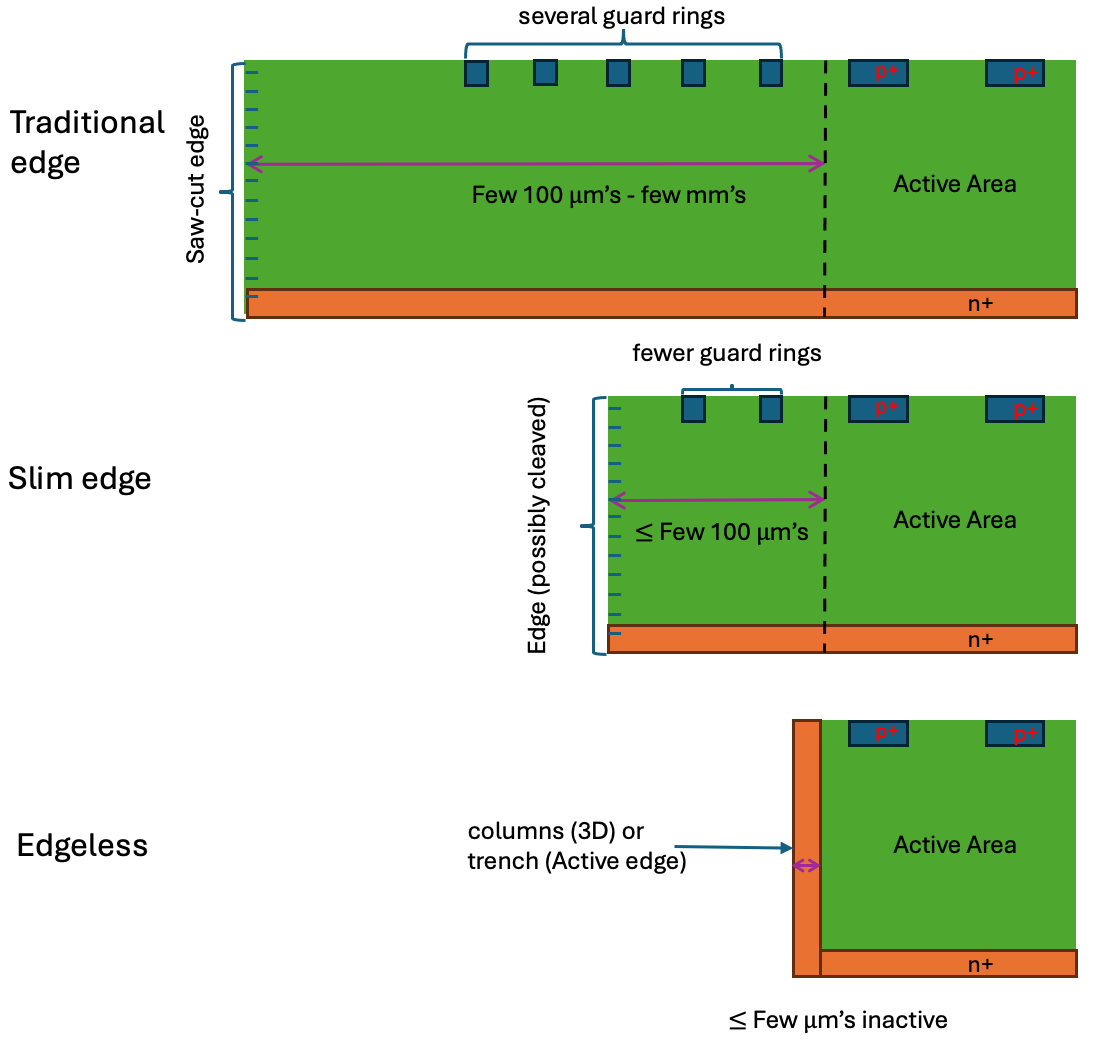 several guard rings
p+
p+
Traditional
edge
Saw-cut edge
Few 100 µm's - few mm's
Active Area
n+
fewer guard rings
p+
p+
Slim edge
Edge (possibly cleaved)
≤ Few 100 µm's
Active Area
n+
p+
p+
Edgeless
columns (3D) or
trench (Active edge)
Active Area
n+
≤ Few µm's inactive